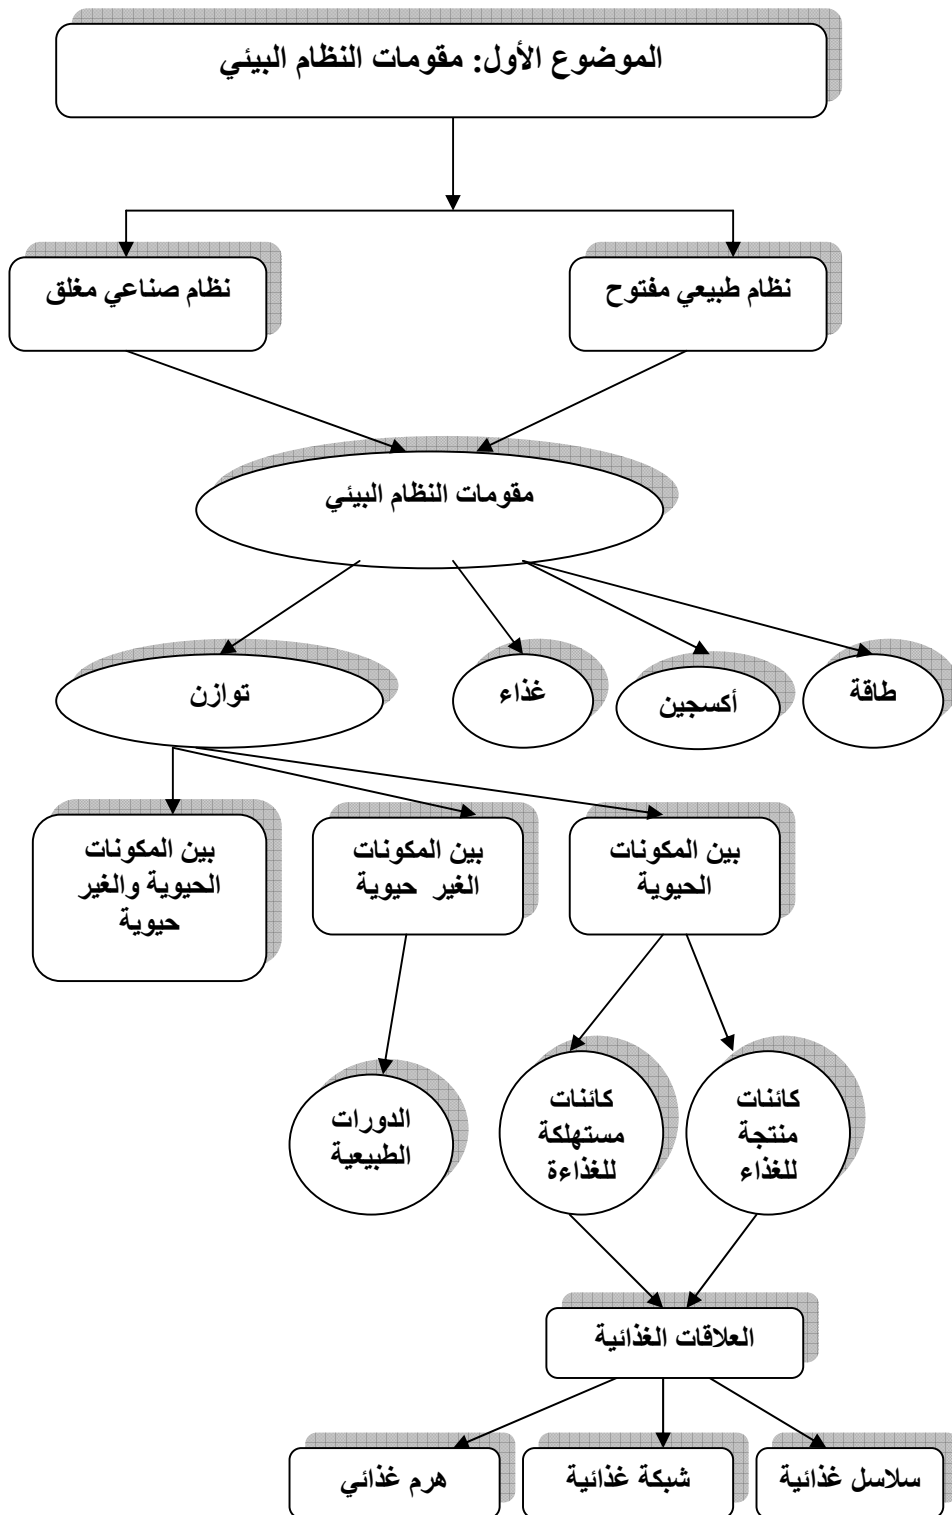 الموضوع الأول: مقومات النظام البيئي
نظام طبيعي مفتوح
نظام صناعي مغلق
مقومات النظام البيئي
طاقة
أكسجين
غذاء
توازن
بين المكونات
الحيوية
بين المكونات
الغير حيوية
بين المكونات
الحيوية والغير
حيوية
كائنات
منتجة
للغذاء
كائنات
مستهلكة
للغذاءة
الدورات
الطبيعية
العلاقات الغذائية
سلاسل غذائية
شبكة غذائية
هرم غذائي